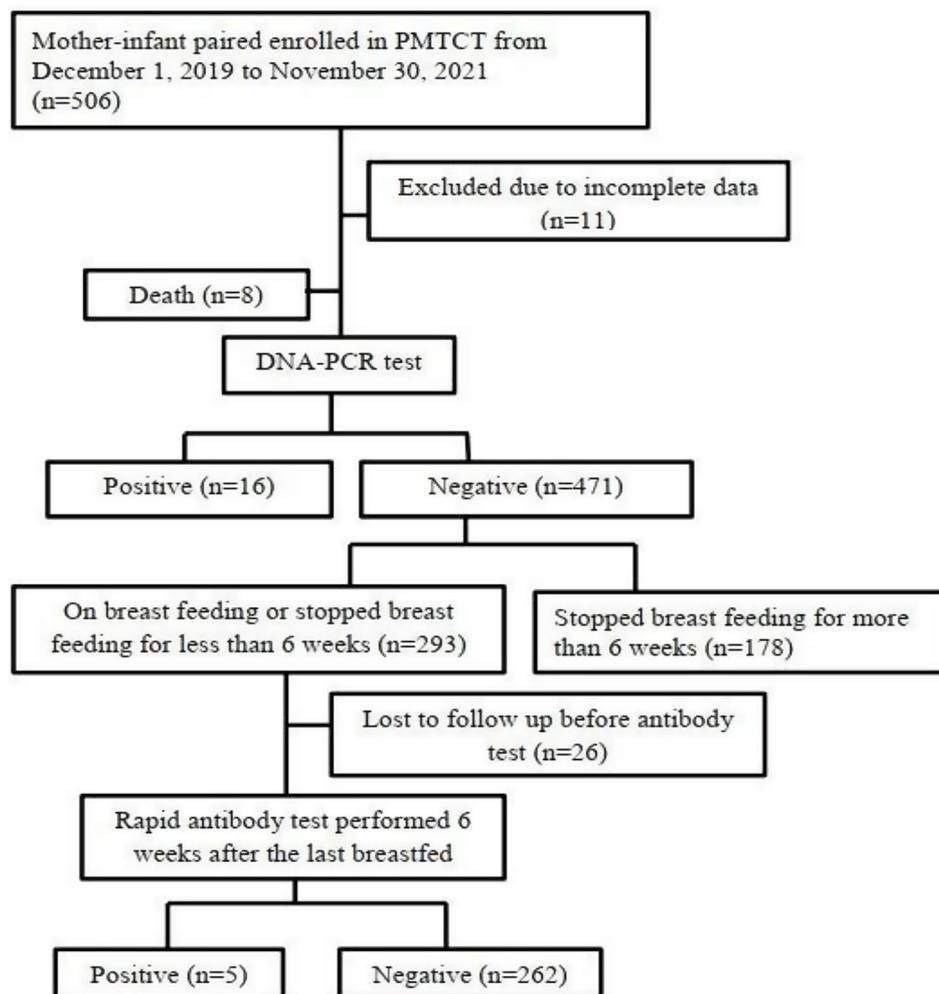 Mother-infant paired enrolled in PMTCT from
December 1, 2019 to November 30, 2021
(n=506)
Excluded due to incomplete data
(n=11)
Death (n=8)
DNA-PCR test
Positive (n=16)
Negative (n=471)
On breast feeding or stopped breast
feeding for less than 6 weeks (n=293)
Stopped breast feeding for more
than 6 weeks (n=178)
Lost to follow up before antibody
test (n=26)
Rapid antibody test performed 6
weeks after the last breastfed
Positive (n=5)
Negative (n=262)